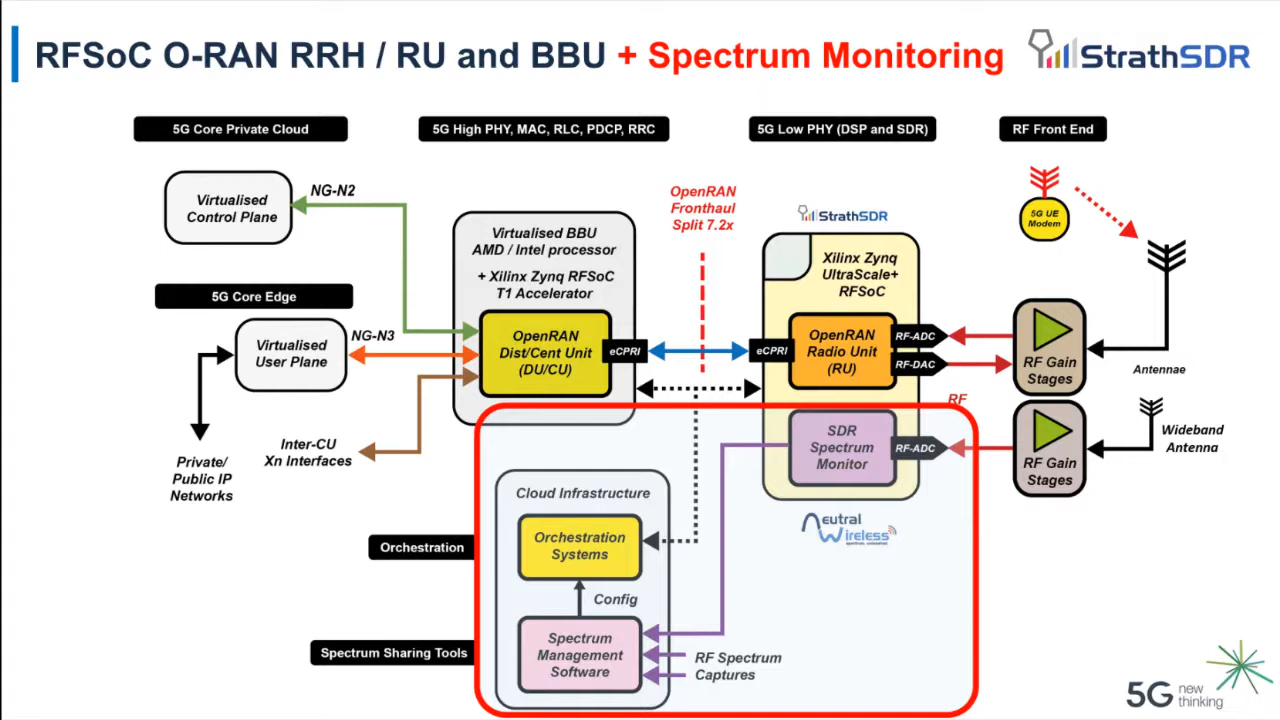 RFSoC O-RAN RRH / RU and BBU + Spectrum Monitoring
StrathSDR
5G Core Private Cloud
5G High PHY, MAC, RLC, PDCP, RRC
5G Low PHY (DSP and SDR)
RF Front End
Virtualised
Control Plane
NG-N2
OpenRAN
Fronthaul
Split 7.2x
StrathSDR
5G UE
Modem
Virtualised BBU
AMD / Intel processor
+ Xilinx Zynq RFSoC
T1 Accelerator
Xilinx Zynq
UltraScale+
RFSoC
5G Core Edge
Virtualised
User Plane
NG-N3
OpenRAN
Dist/Cent Unit
(DU/CU)
eCPRI
eCPRI
OpenRAN
Radio Unit
(RU)
RF-ADC
RF-DAC
RF Gain
Stages
Antennae
RF
Inter-CU
Xn Interfaces
Private/
Public IP
Networks
SDR
Spectrum
Monitor
RF-ADC
RF Gain
Stages
Wideband
Antenna
Cloud Infrastructure
Neutral
Wireless
Orchestration
Orchestration
Systems
Config
Spectrum Sharing Tools
Spectrum
Management
Software
RF Spectrum
Captures
5G new
thinking